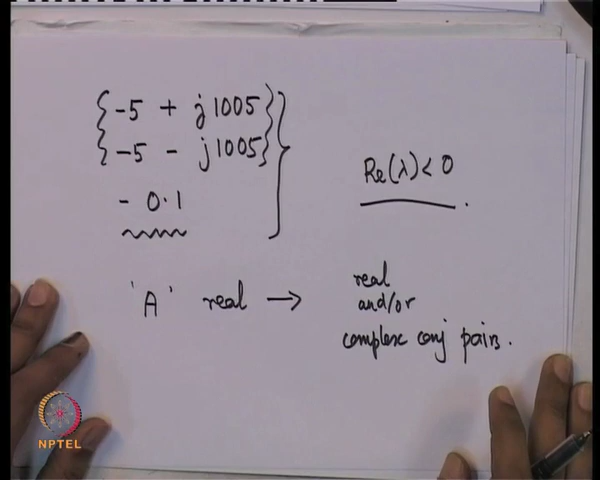 -5 + j1005
-5 - j1005
- 0.1
Re(λ) < 0.
'A' real → real and/or complex conj pairs.
NPTEL